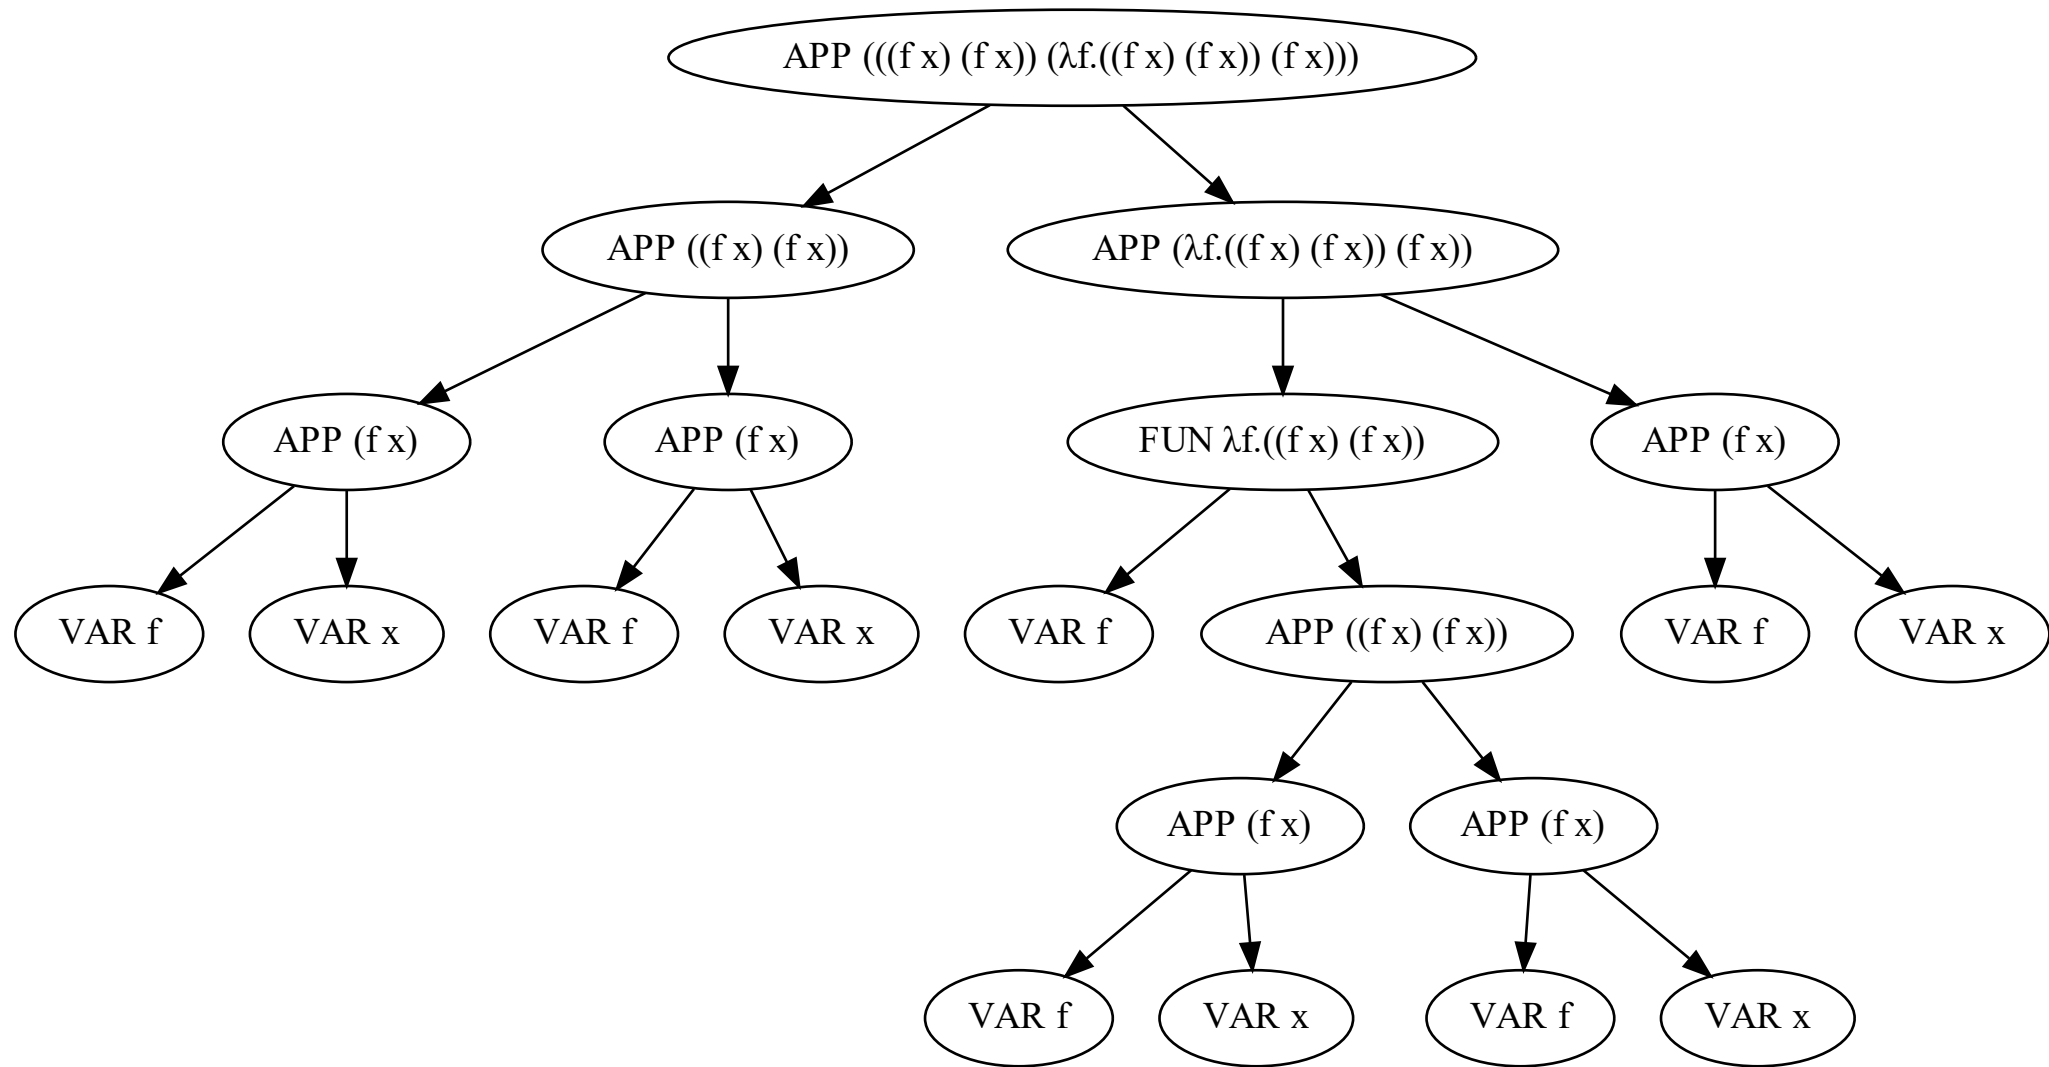 APP (((f x) (f x)) (λf.((f x) (f x)) (f x)))
APP ((f x) (f x))
APP (λf.((f x) (f x)) (f x))
APP (f x)
APP (f x)
FUN λf.((f x) (f x))
APP (f x)
VAR f
VAR x
VAR f
VAR x
VAR f
APP ((f x) (f x))
VAR f
VAR x
APP (f x)
APP (f x)
VAR f
VAR x
VAR f
VAR x